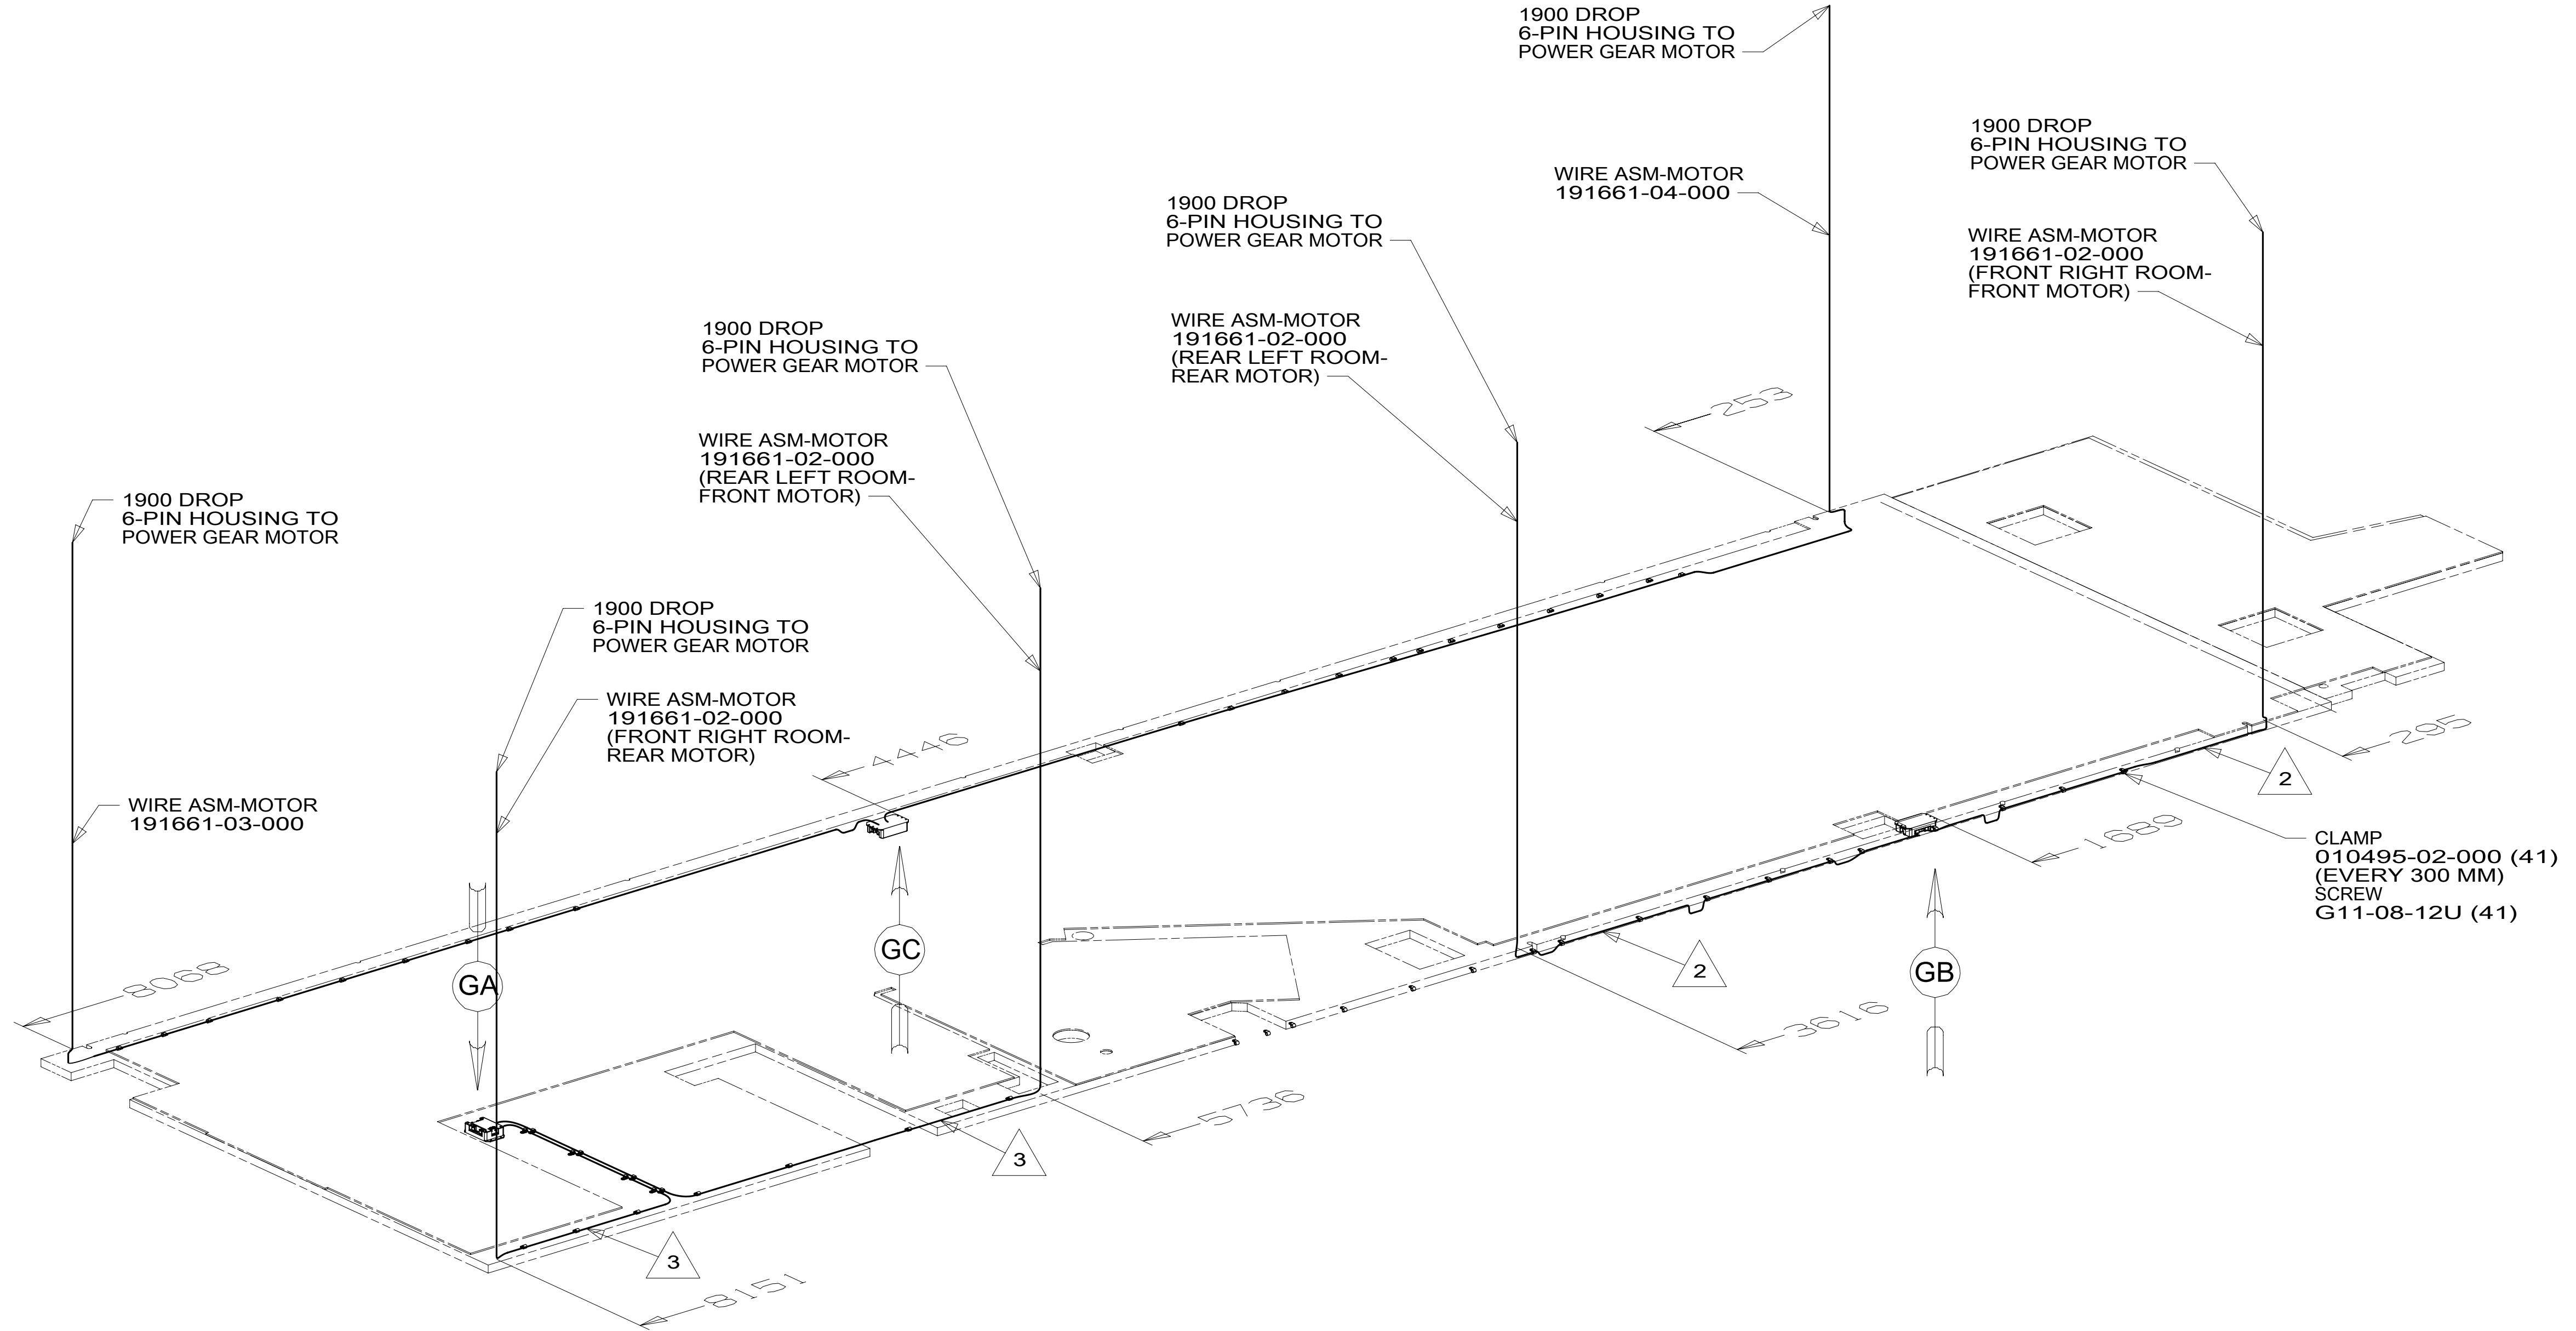 1900 DROP
6-PIN HOUSING TO
POWER GEAR MOTOR
1900 DROP
6-PIN HOUSING TO
POWER GEAR MOTOR
WIRE ASM-MOTOR
191661-04-000
1900 DROP
6-PIN HOUSING TO
POWER GEAR MOTOR
WIRE ASM-MOTOR
191661-02-000
(FRONT RIGHT ROOM-
FRONT MOTOR)
WIRE ASM-MOTOR
191661-02-000
(REAR LEFT ROOM-
REAR MOTOR)
1900 DROP
6-PIN HOUSING TO
POWER GEAR MOTOR
253
WIRE ASM-MOTOR
191661-02-000
(REAR LEFT ROOM-
FRONT MOTOR)
1900 DROP
6-PIN HOUSING TO
POWER GEAR MOTOR
1900 DROP
6-PIN HOUSING TO
POWER GEAR MOTOR
WIRE ASM-MOTOR
191661-02-000
(FRONT RIGHT ROOM-
REAR MOTOR)
4446
295
2
WIRE ASM-MOTOR
191661-03-000
1689
CLAMP
010495-02-000 (41)
(EVERY 300 MM)
SCREW
G11-08-12U (41)
GC
GA
GB
2
8068
3616
5736
3
3
8151